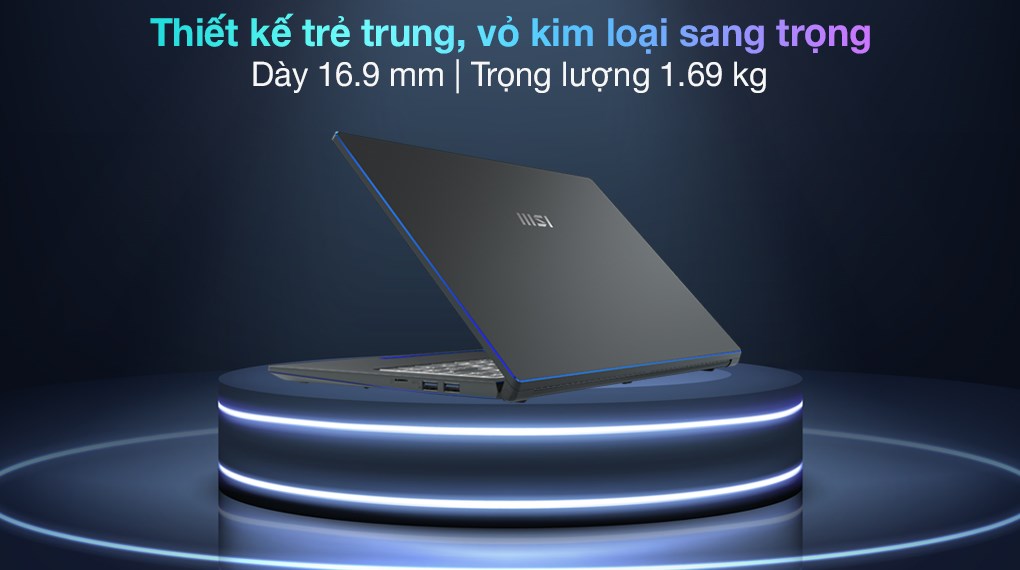 Thiết kế trẻ trung, vỏ kim loại sang trọng
Dày 16.9 mm | Trọng lượng 1.69 kg
msi